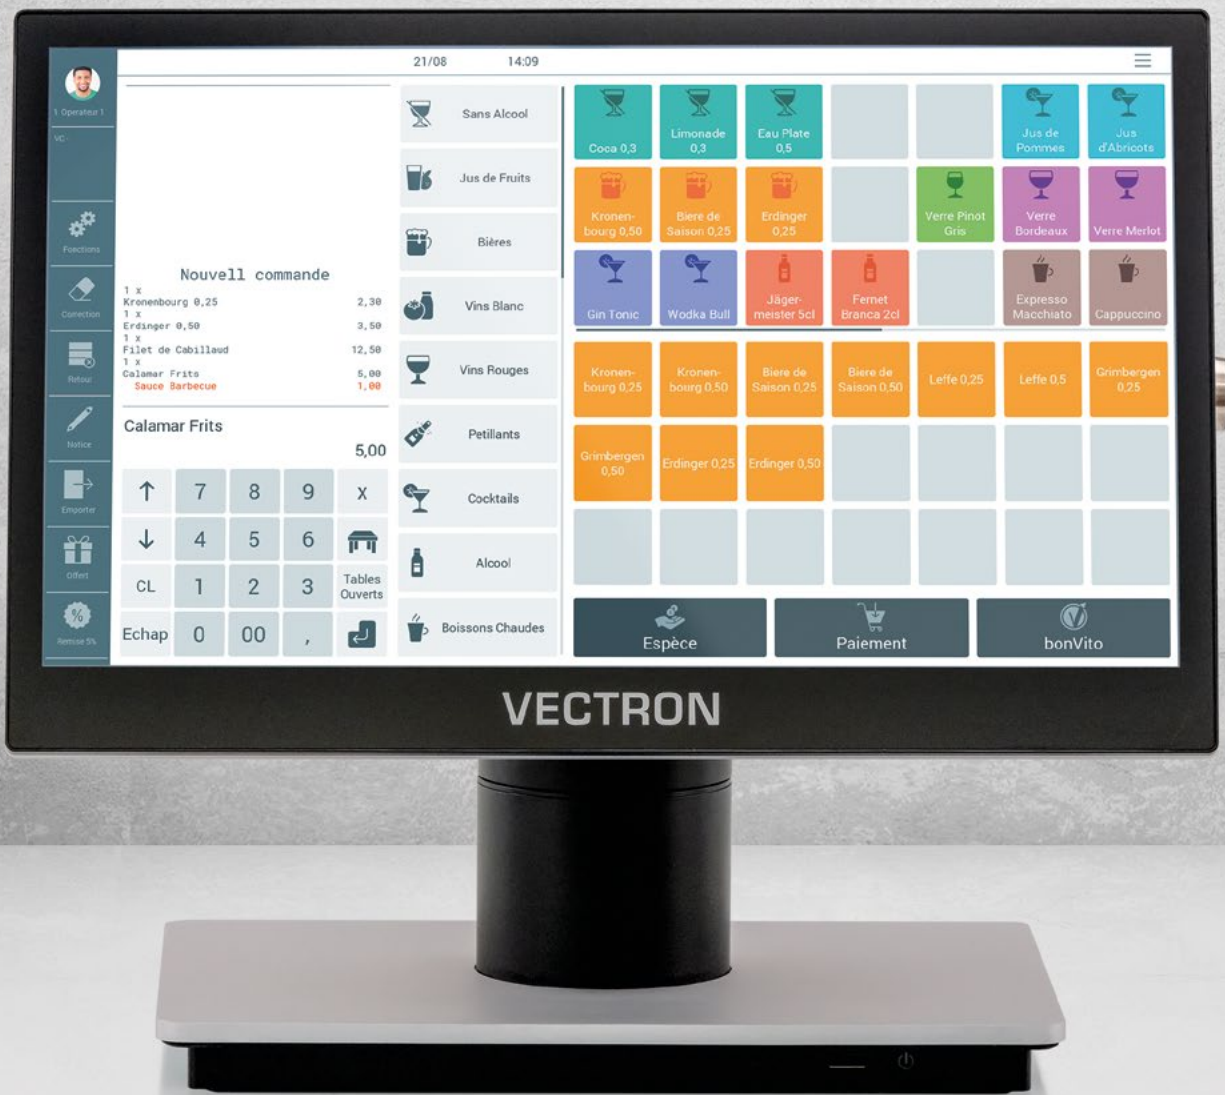 21/08 14:09
1 Operateur 1
VC -
Fonctions
Correction
Retour
Notice
Emporter
Offert
%
Remise 5%
Nouvell commande
1 x
Kronenbourg 0,25 2,30
1 x
Erdinger 0,50 3,50
1 x
Filet de Cabillaud 12,50
1 x
Calamar Frits 5,00
Sauce Barbecue 1,00
Calamar Frits
5,00
7 8 9 X
4 5 6
CL 1 2 3 Tables
Ouverts
Echap 0 00 ,
Sans Alcool
Jus de Fruits
Bières
Vins Blanc
Vins Rouges
Petillants
Cocktails
Alcool
Boissons Chaudes
Coca 0,3
Limonade
0,3
Eau Plate
0,5
Jus de
Pommes
Jus
d'Abricots
Kronen-
bourg 0,50
Biere de
Saison 0,25
Erdinger
0,25
Verre Pinot
Gris
Verre
Bordeaux
Verre Merlot
Gin Tonic
Wodka Bull
Jäger-
meister 5cl
Fernet
Branca 2cl
Expresso
Macchiato
Cappuccino
Kronen-
bourg 0,25
Kronen-
bourg 0,50
Biere de
Saison 0,25
Biere de
Saison 0,50
Leffe 0,25
Leffe 0,5
Grimbergen
0,25
Grimbergen
0,50
Erdinger 0,25
Erdinger 0,50
Espèce
Paiement
bonVito
VECTRON